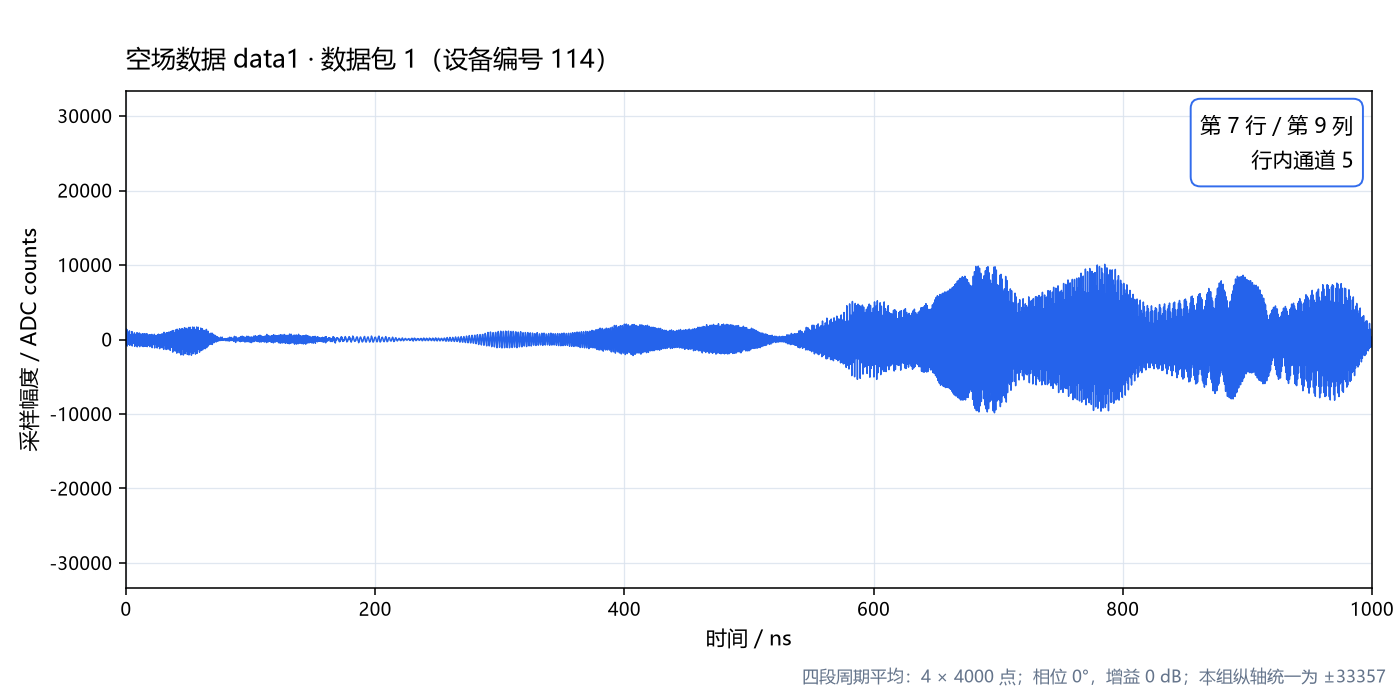 空场数据 data1 · 数据包 1（设备编号 114）
第 7 行 / 第 9 列
行内通道 5
采样幅度 / ADC counts
30000
20000
10000
0
-10000
-20000
-30000
0 200 400 600 800 1000
时间 / ns
四段周期平均：4 × 4000 点；相位 0°，增益 0 dB；本组纵轴统一为 ±33357